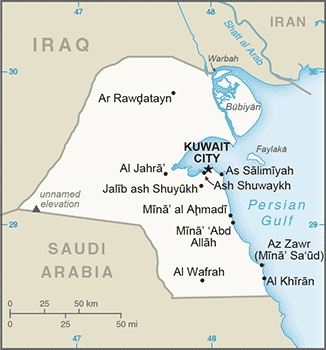 47
48
IRAQ
IRAN
Shatt al Arab
Warbah
30
30
Būbiyān
Ar Rawḑatayn
KUWAIT
CITY
Faylakā
Al Jahrā’
As Sālimīyah
Jalīb ash Shuyūkh
Ash Shuwaykh
unnamed
elevation
Persian
Gulf
Mīnā’ al Aḩmadī
29
29
Mīnā’ ‘Abd
Allāh
SAUDI
ARABIA
Az Zawr
(Mīnā’ Sa‘ūd)
Al Wafrah
Al Khīrān
0
25
50 km
0
25
50 mi
47
48